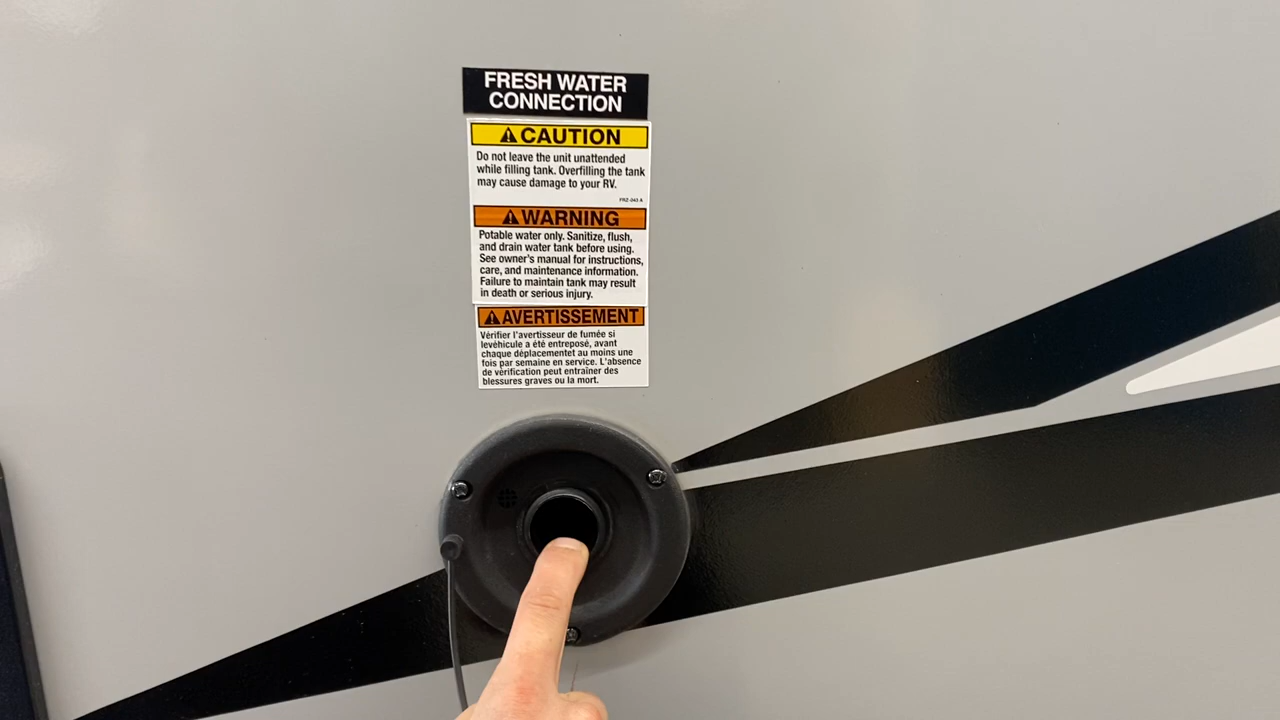 FRESH WATER
CONNECTION
CAUTION
Do not leave the unit unattended
while filling tank. Overfilling the tank
may cause damage to your RV.
FRZ-243 A
WARNING
Potable water only. Sanitize, flush,
and drain water tank before using.
See owner's manual for instructions,
care, and maintenance information.
Failure to maintain tank may result
in death or serious injury.
AVERTISSEMENT
Vérifier l'avertisseur de fumée si
levéhicule a été entreposé, avant
chaque déplacementet au moins une
fois par semaine en service. L'absence
de vérification peut entraîner des
blessures graves ou la mort.